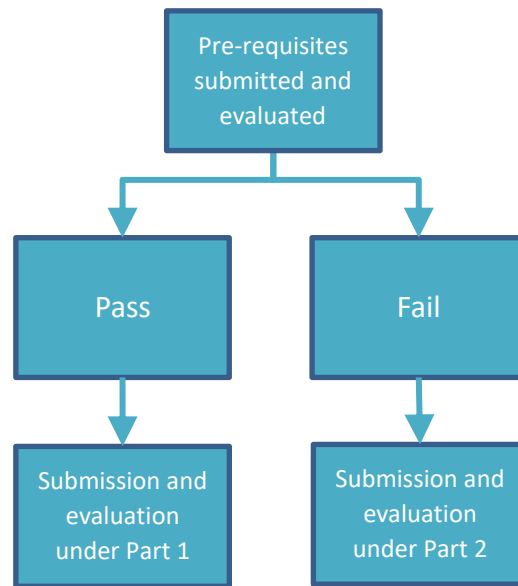 Pre-requisites
submitted and
evaluated
Pass
Fail
Submission and
evaluation
under Part 1
Submission and
evaluation
under Part 2